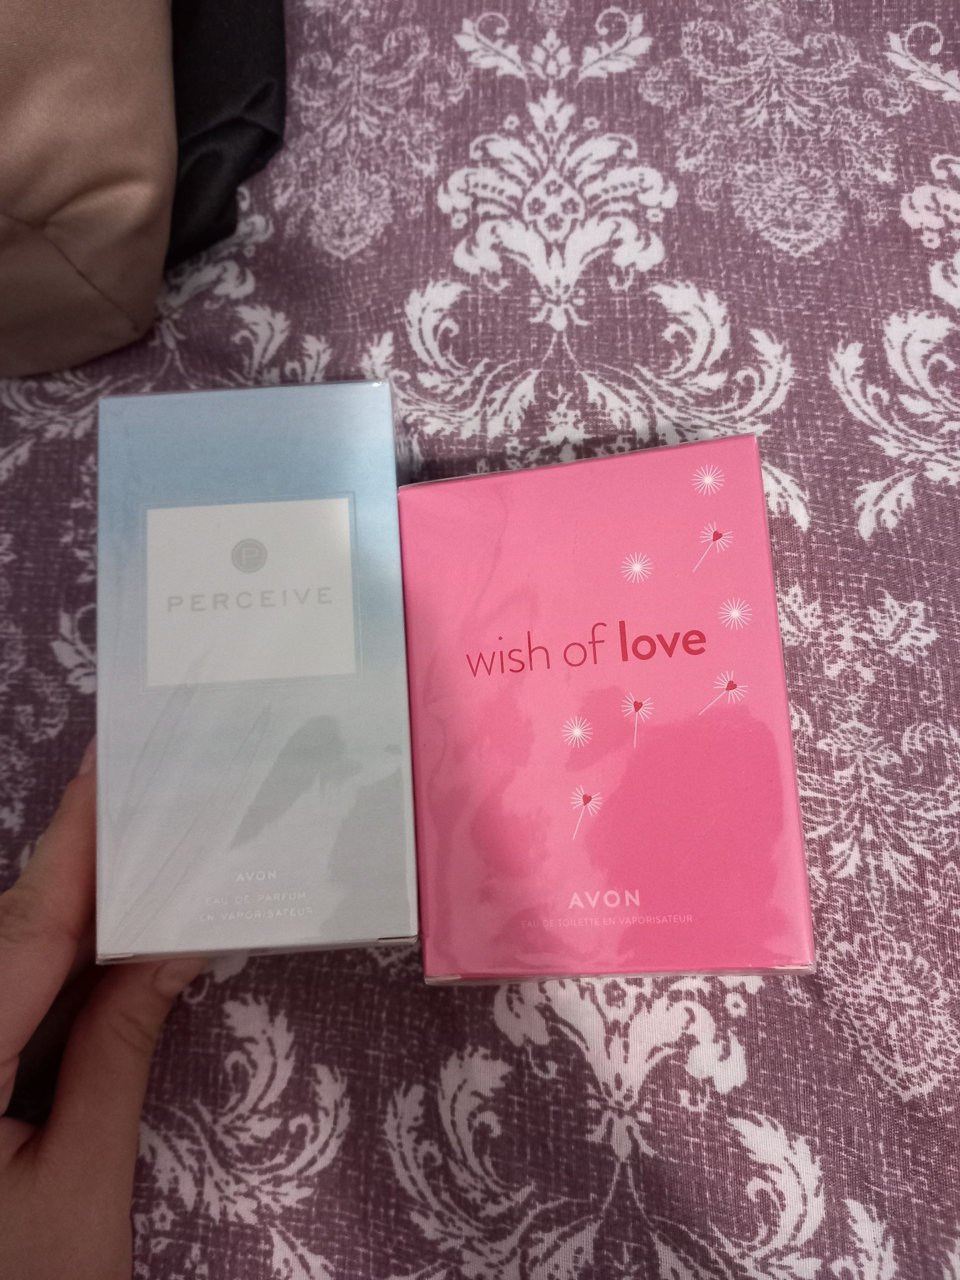 P
PERCEIVE
AVON
EAU DE PARFUM
EN VAPORISATEUR
wish of love
AVON
EAU DE TOILETTE EN VAPORISATEUR